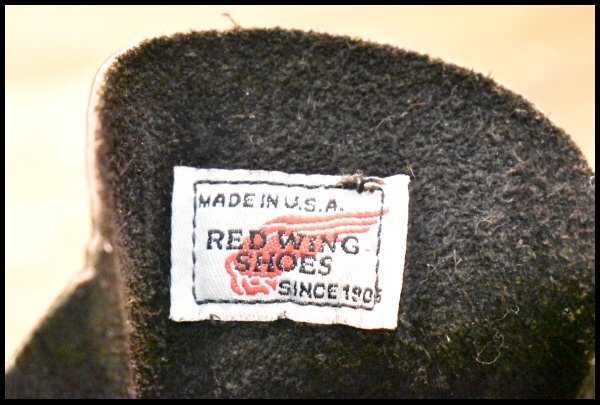 MADE IN U.S.A.
RED WING
SHOES
SINCE 1905